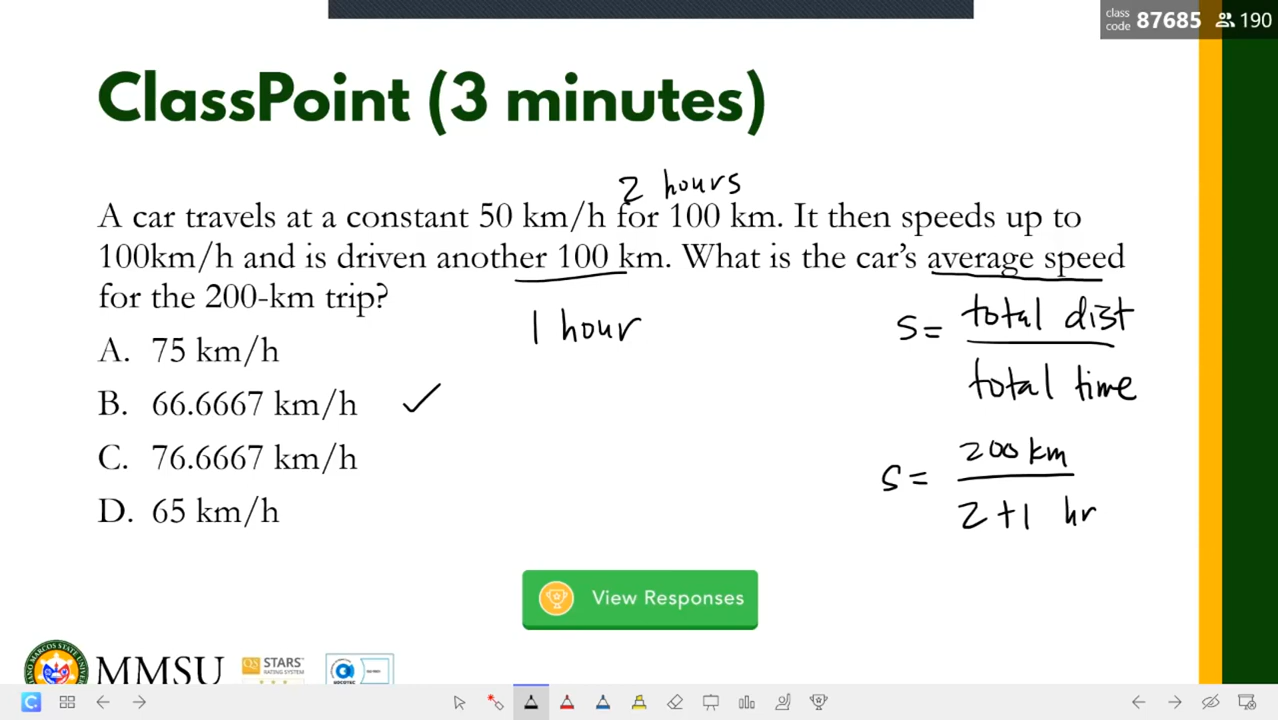 class code 87685 190
ClassPoint (3 minutes)
2 hours
A car travels at a constant 50 km/h for 100 km. It then speeds up to
100km/h and is driven another 100 km. What is the car's average speed
for the 200-km trip?
1 hour
s= total dist
total time
A. 75 km/h
B. 66.6667 km/h ✓
C. 76.6667 km/h
D. 65 km/h
s= 200 km
2+1 hr
View Responses
MMSU
QS STARS
RATING SYSTEM